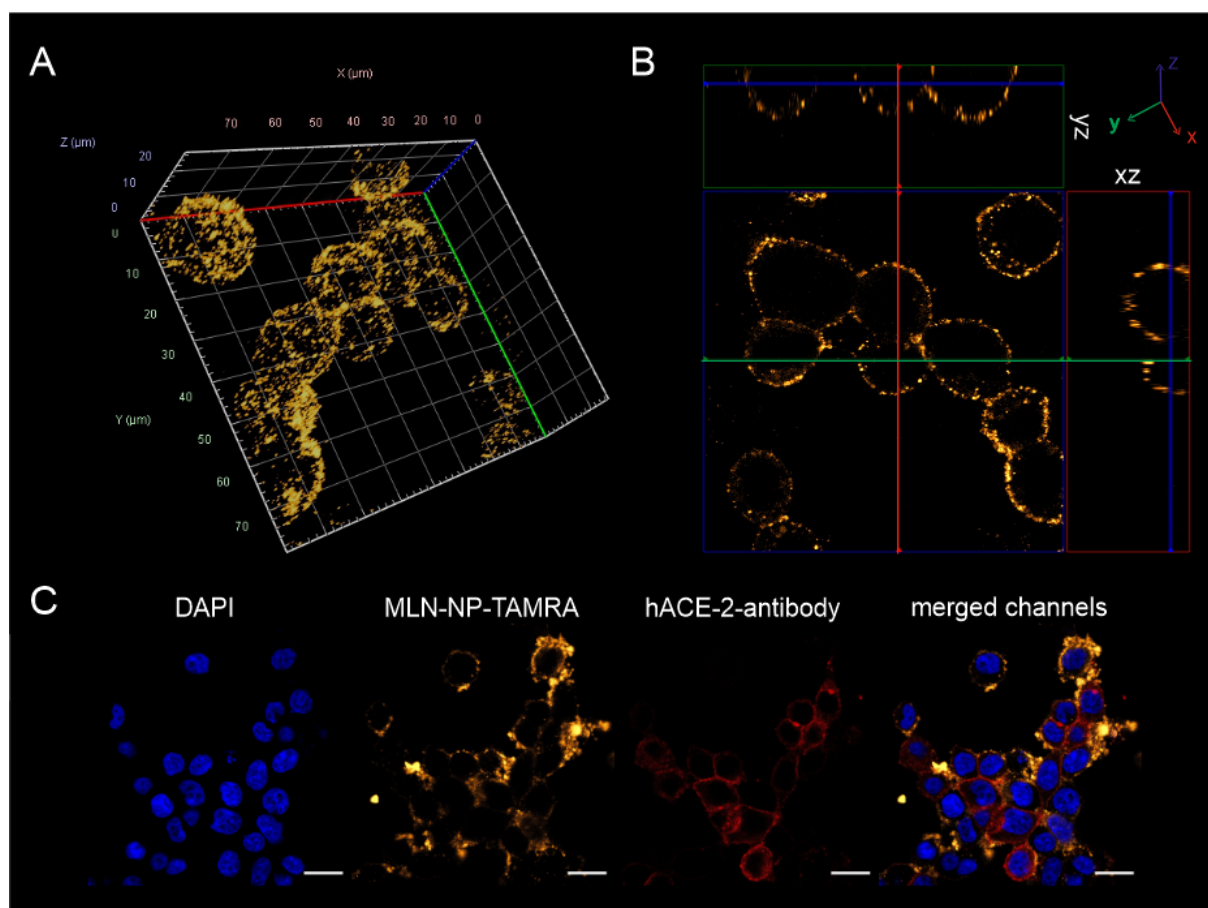 A
X (µm)
70
60
50
40
30
20
10
0
Z (µm)
20
10
0
0
10
20
30
40
Y (µm)
50
60
70
B
yz
z
y
x
xz
C
DAPI
MLN-NP-TAMRA
hACE-2-antibody
merged channels